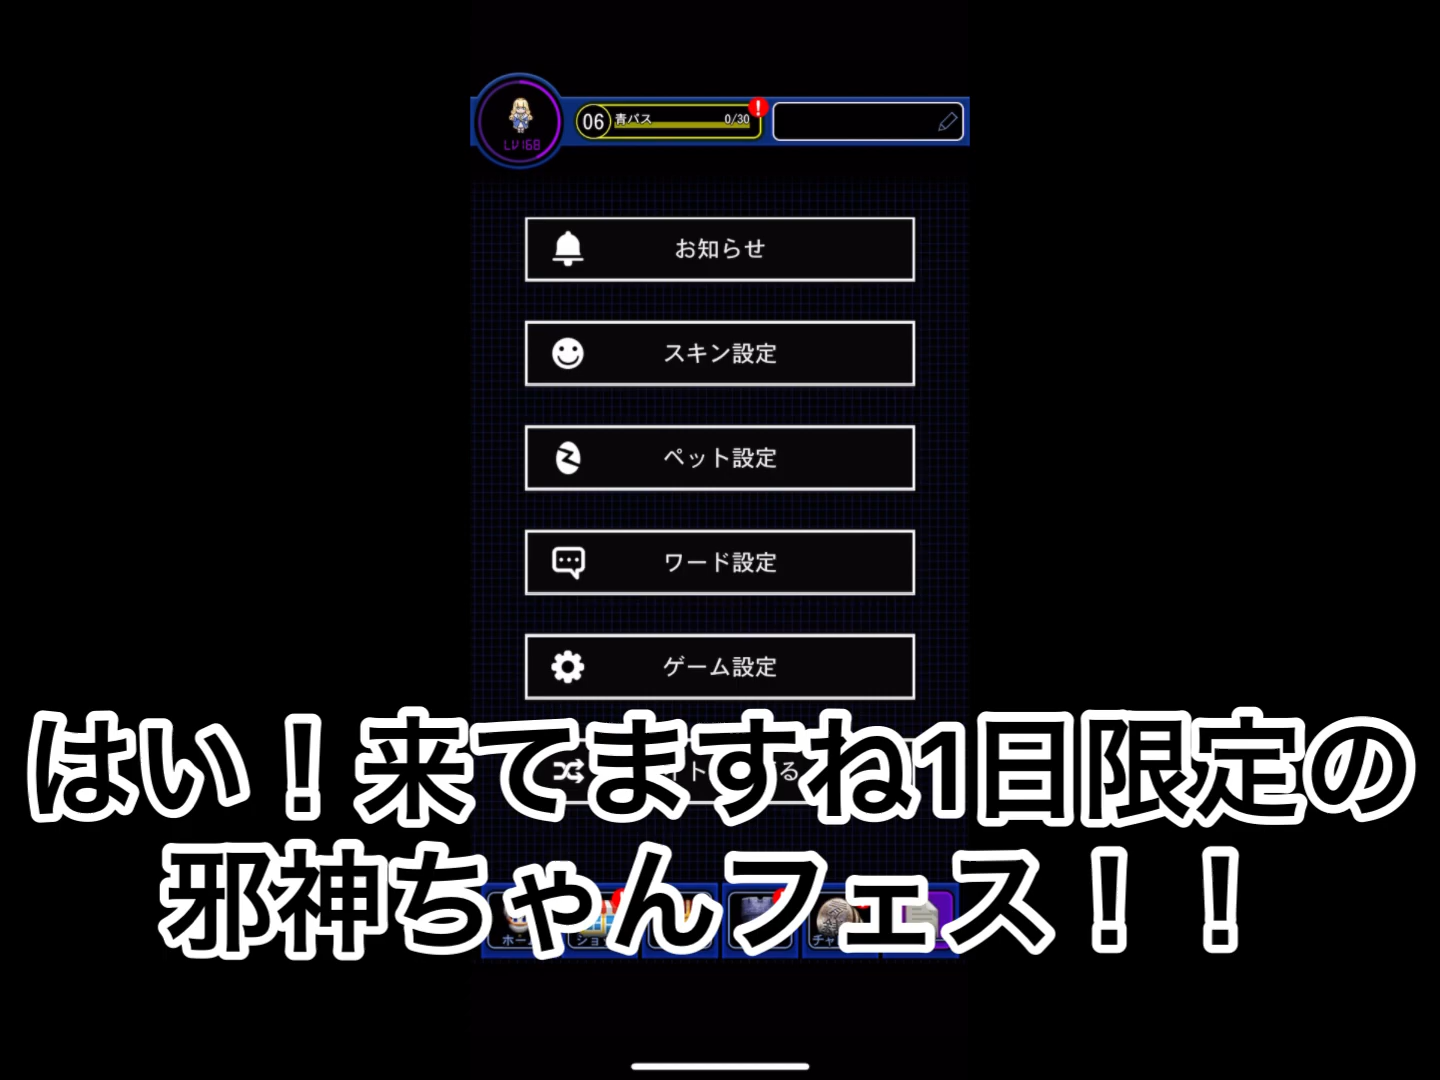 LV168
06 青パス 0/30
!
お知らせ
スキン設定
ペット設定
ワード設定
ゲーム設定
はい！来てますね1日限定の
邪神ちゃんフェス！！